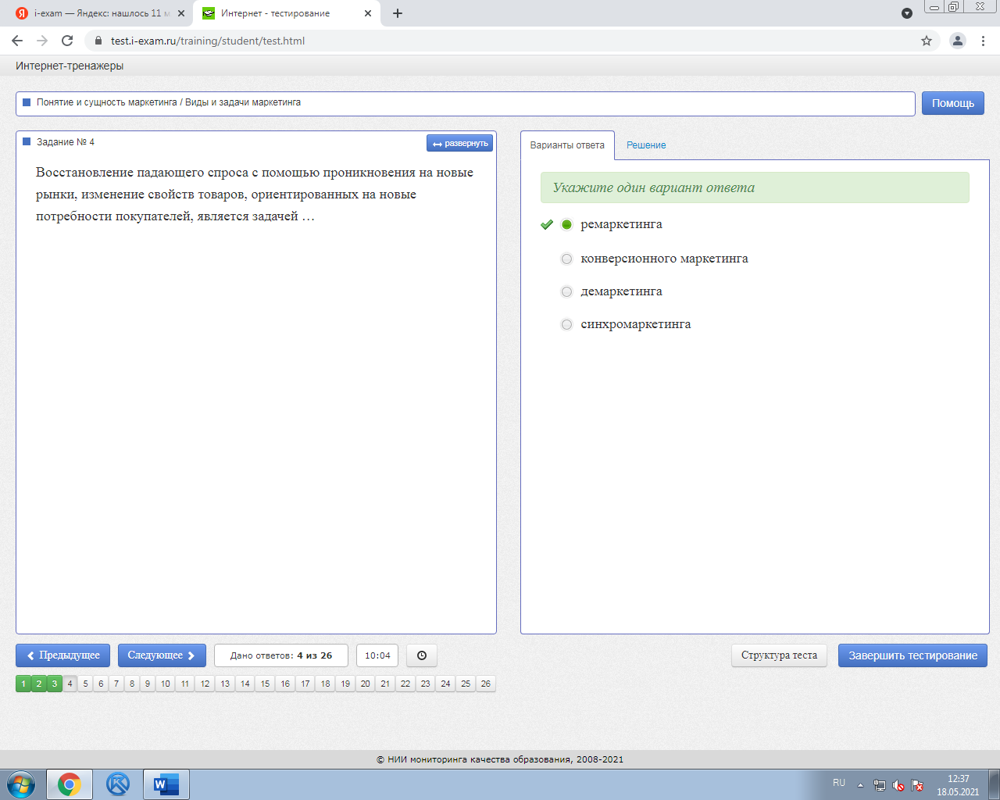 i-exam — Яндекс: нашлось 11 м
Интернет - тестирование
test.i-exam.ru/training/student/test.html
Интернет-тренажеры
Понятие и сущность маркетинга / Виды и задачи маркетинга
Помощь
Задание № 4
развернуть
Восстановление падающего спроса с помощью проникновения на новые
рынки, изменение свойств товаров, ориентированных на новые
потребности покупателей, является задачей …
Варианты ответа
Решение
Укажите один вариант ответа
ремаркетинга
конверсионного маркетинга
демаркетинга
синхромаркетинга
Предыдущее
Следующее
Дано ответов: 4 из 26
10:04
Структура теста
Завершить тестирование
1 2 3 4 5 6 7 8 9 10 11 12 13 14 15 16 17 18 19 20 21 22 23 24 25 26
© НИИ мониторинга качества образования, 2008-2021
RU
12:37
18.05.2021